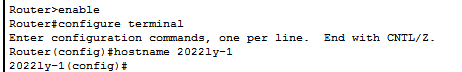 Router>enable
Router#configure terminal
Enter configuration commands, one per line.  End with CNTL/Z.
Router(config)#hostname 2022ly-1
2022ly-1(config)#